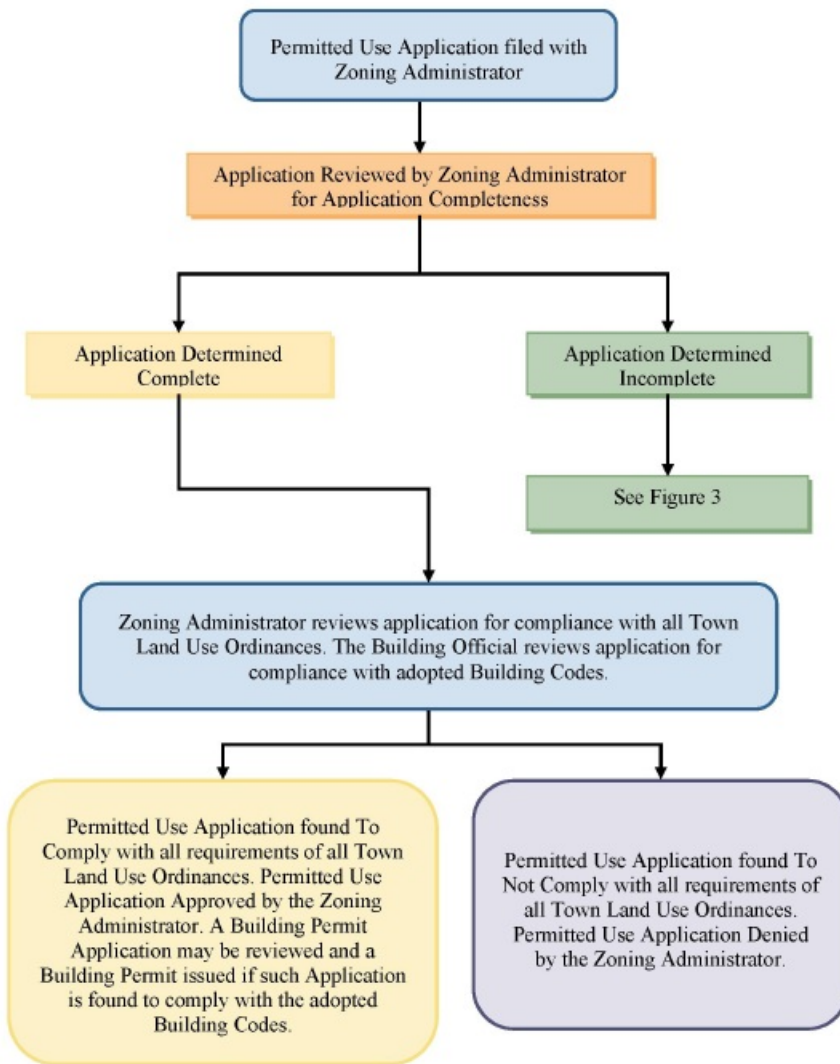 Permitted Use Application filed with
Zoning Administrator
Application Reviewed by Zoning Administrator
for Application Completeness
Application Determined
Complete
Application Determined
Incomplete
See Figure 3
Zoning Administrator reviews application for compliance with all Town
Land Use Ordinances. The Building Official reviews application for
compliance with adopted Building Codes.
Permitted Use Application found To
Comply with all requirements of all Town
Land Use Ordinances. Permitted Use
Application Approved by the Zoning
Administrator. A Building Permit
Application may be reviewed and a
Building Permit issued if such Application
is found to comply with the adopted
Building Codes.
Permitted Use Application found To
Not Comply with all requirements of
all Town Land Use Ordinances.
Permitted Use Application Denied
by the Zoning Administrator.